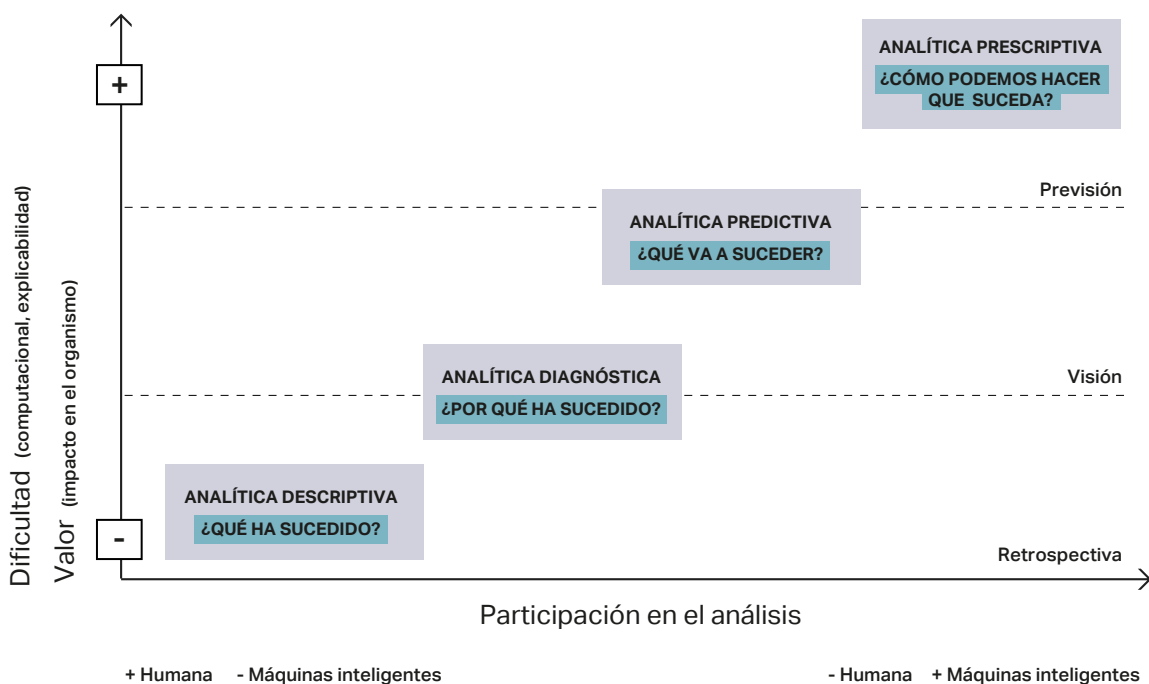 ANALÍTICA PRESCRIPTIVA
¿CÓMO PODEMOS HACER
QUE SUCEDA?
+
Previsión
ANALÍTICA PREDICTIVA
¿QUÉ VA A SUCEDER?
Dificultad (computacional, explicabilidad)
Valor (impacto en el organismo)
ANALÍTICA DIAGNÓSTICA
¿POR QUÉ HA SUCEDIDO?
Visión
ANALÍTICA DESCRIPTIVA
¿QUÉ HA SUCEDIDO?
-
Retrospectiva
Participación en el análisis
+ Humana - Máquinas inteligentes
- Humana + Máquinas inteligentes